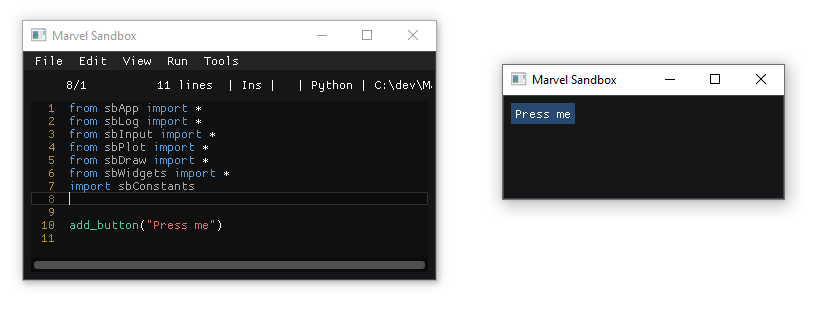 Marvel Sandbox
File Edit View Run Tools
8/1 11 lines | Ins | | Python | C:\dev\Ma
1 from sbApp import *
2 from sbLog import *
3 from sbInput import *
4 from sbPlot import *
5 from sbDraw import *
6 from sbWidgets import *
7 import sbConstants
8
9
10 add_button("Press me")
11
Marvel Sandbox
Press me